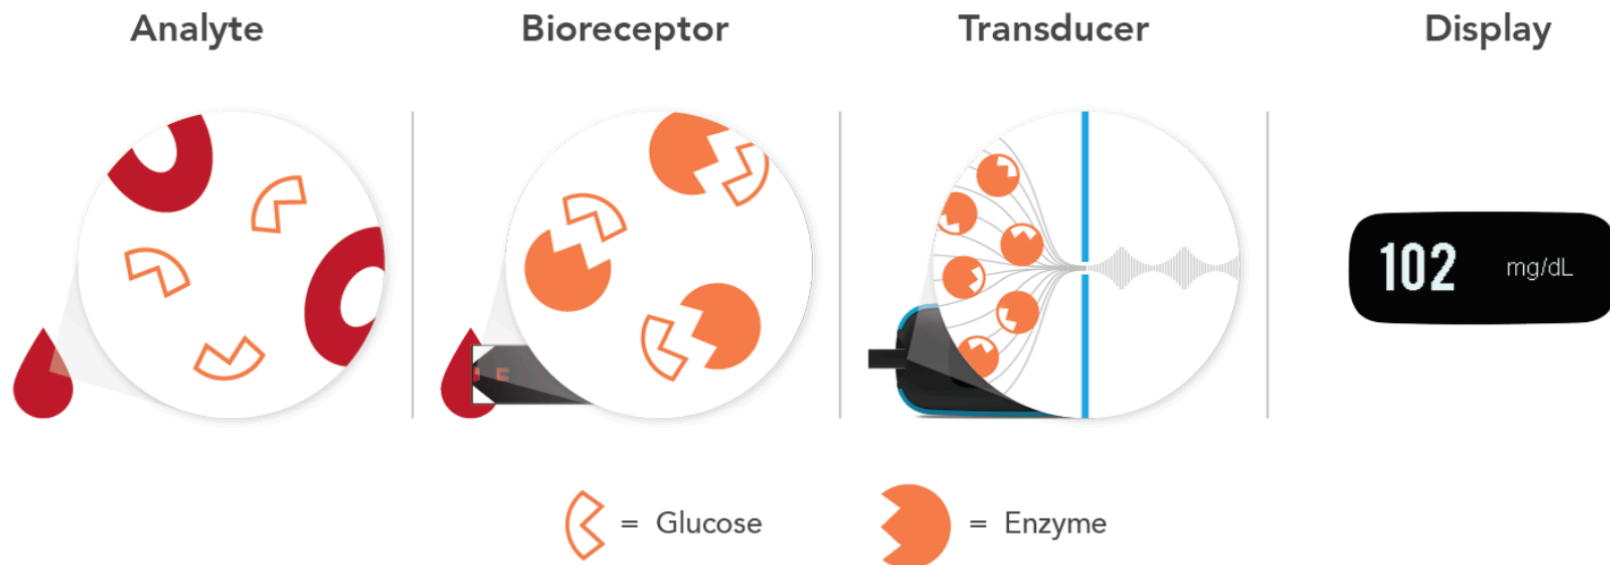 Analyte
Bioreceptor
Transducer
Display
102 mg/dL
= Glucose
= Enzyme